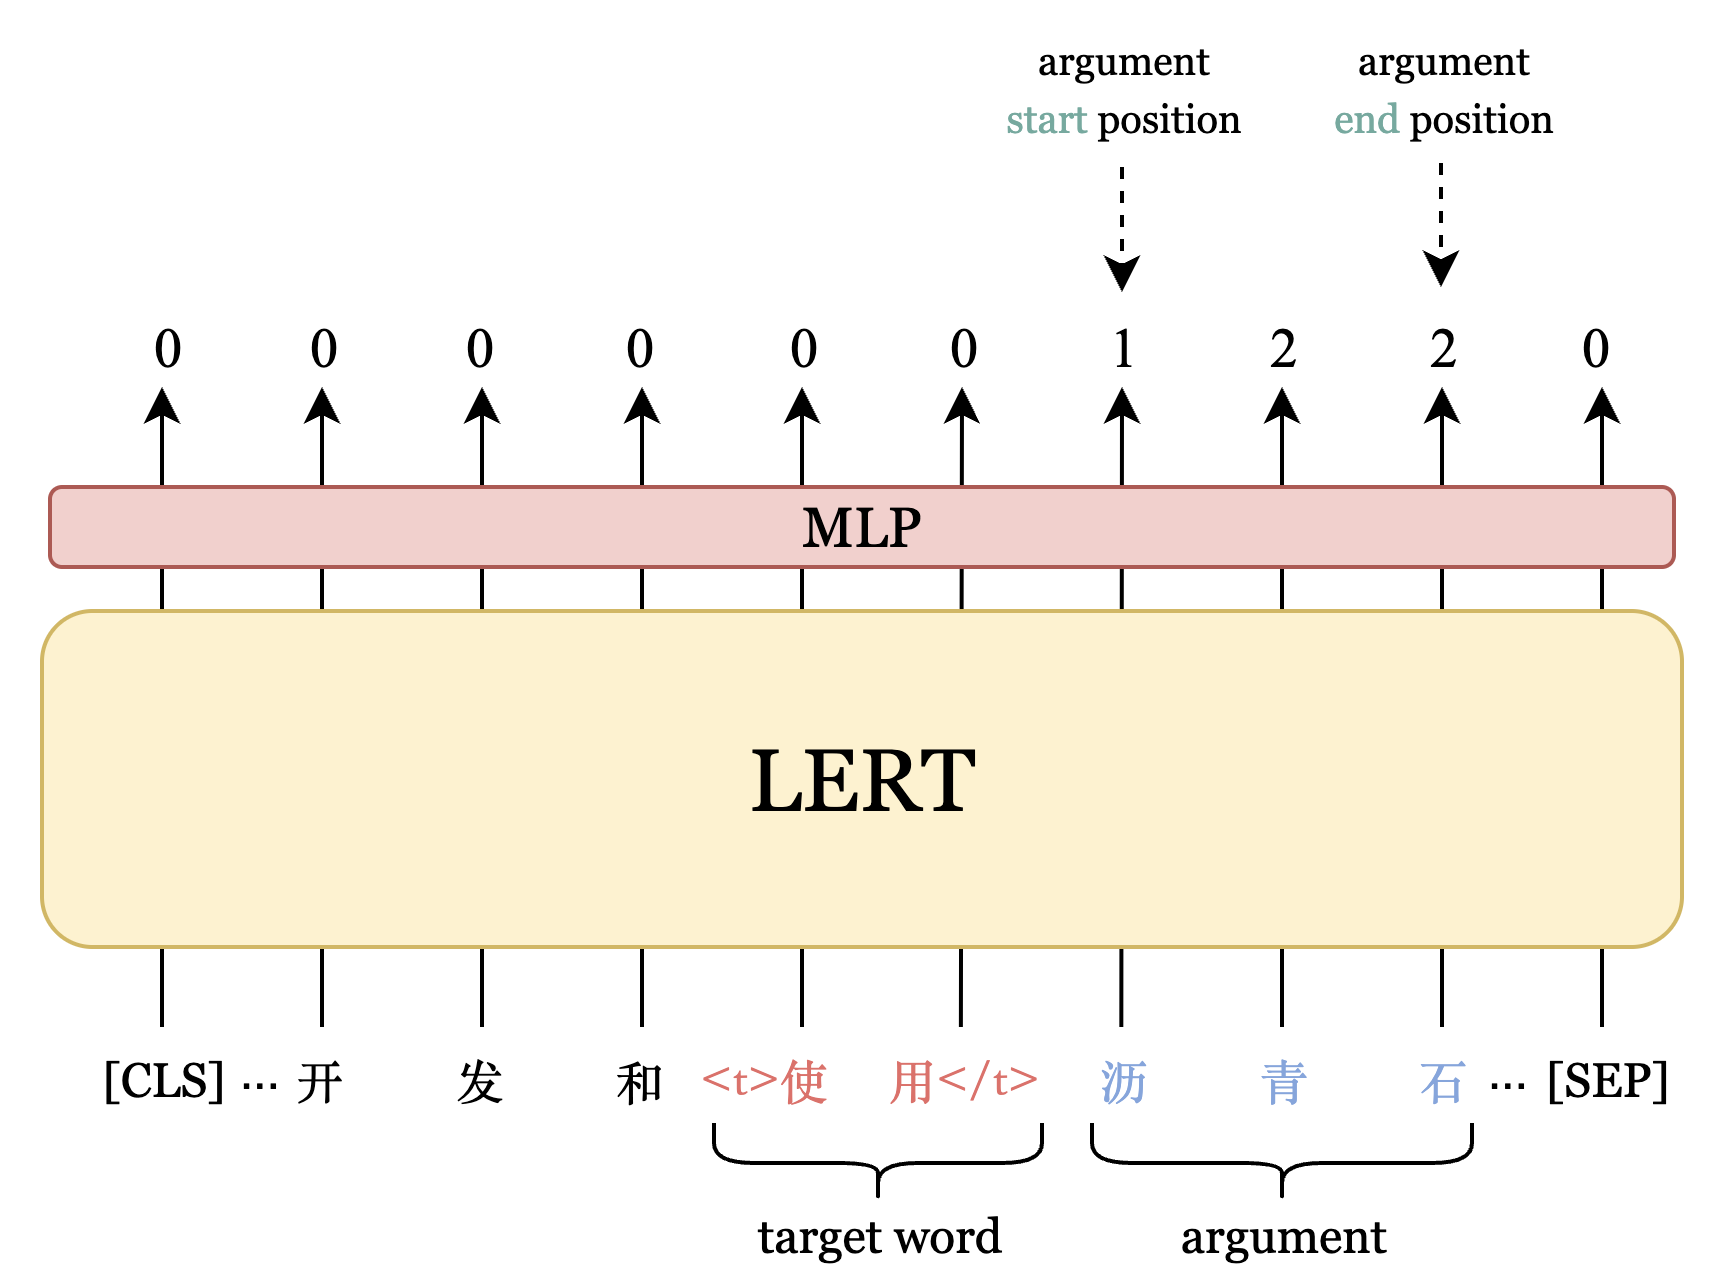 argument argument
start position end position
0 0 0 0 0 0 1 2 2 0
MLP
LERT
[CLS] ... 开 发 和 <t>使 用</t> 沥 青 石 ... [SEP]
target word argument